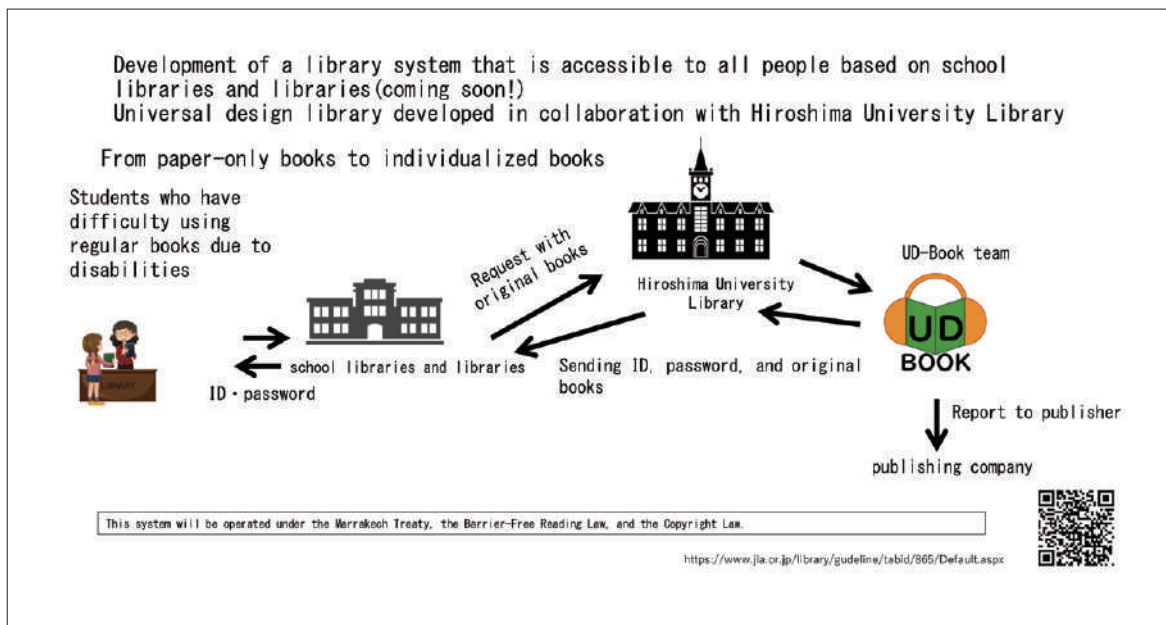 Development of a library system that is accessible to all people based on school
libraries and libraries(coming soon!)
Universal design library developed in collaboration with Hiroshima University Library
From paper-only books to individualized books
Students who have
difficulty using
regular books due to
disabilities
LIBRARY
ID・password
school libraries and libraries
Request with
original books
Hiroshima University
Library
Sending ID, password, and original
books
UD-Book team
UD
BOOK
Report to publisher
publishing company
This system will be operated under the Marrakech Treaty, the Barrier-Free Reading Law, and the Copyright Law.
https://www.jla.or.jp/library/gudeline/tabid/865/Default.aspx